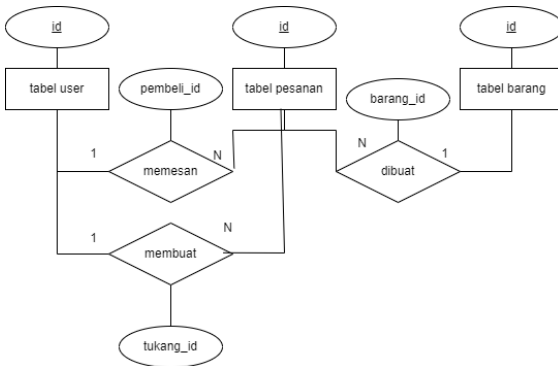 id
id
id
tabel user
pembeli_id
tabel pesanan
barang_id
tabel barang
1
memesan
N
N
dibuat
1
1
membuat
N
tukang_id